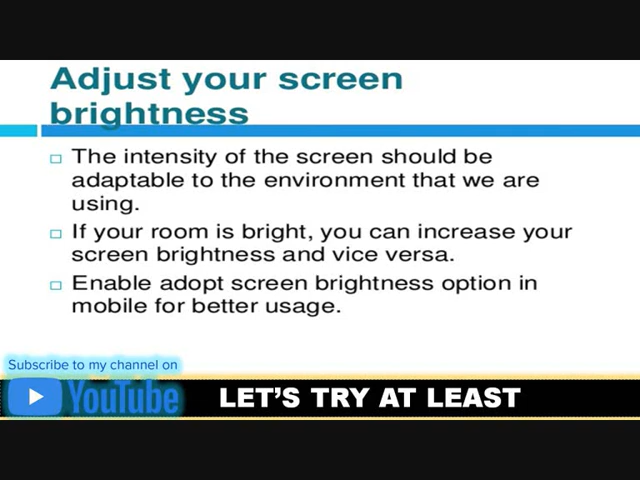 Adjust your screen
brightness
The intensity of the screen should be
adaptable to the environment that we are
using.
If your room is bright, you can increase your
screen brightness and vice versa.
Enable adopt screen brightness option in
mobile for better usage.
Subscribe to my channel on
YouTube
LET'S TRY AT LEAST